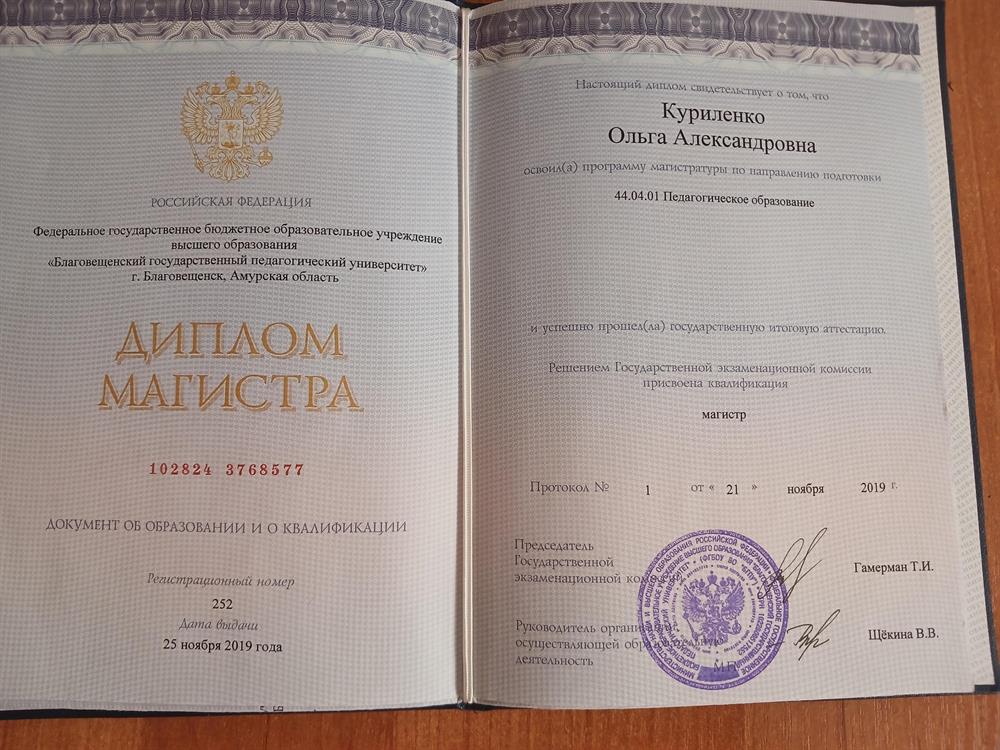 РОССИЙСКАЯ ФЕДЕРАЦИЯ
Федеральное государственное бюджетное образовательное учреждение
высшего образования
«Благовещенский государственный педагогический университет»
г. Благовещенск, Амурская область
ДИПЛОМ
МАГИСТРА
102824 3768577
ДОКУМЕНТ ОБ ОБРАЗОВАНИИ И О КВАЛИФИКАЦИИ
Регистрационный номер
252
Дата выдачи
25 ноября 2019 года
Настоящий диплом свидетельствует о том, что
Куриленко
Ольга Александровна
освоил(а) программу магистратуры по направлению подготовки
44.04.01 Педагогическое образование
и успешно прошел(ла) государственную итоговую аттестацию.
Решением Государственной экзаменационной комиссии
присвоена квалификация
магистр
Протокол № 1 от « 21 » ноября 2019 г.
Председатель
Государственной
экзаменационной комиссии
Гамерман Т.И.
Руководитель организации,
осуществляющей образовательную
деятельность
Щёкина В.В.
М.П.